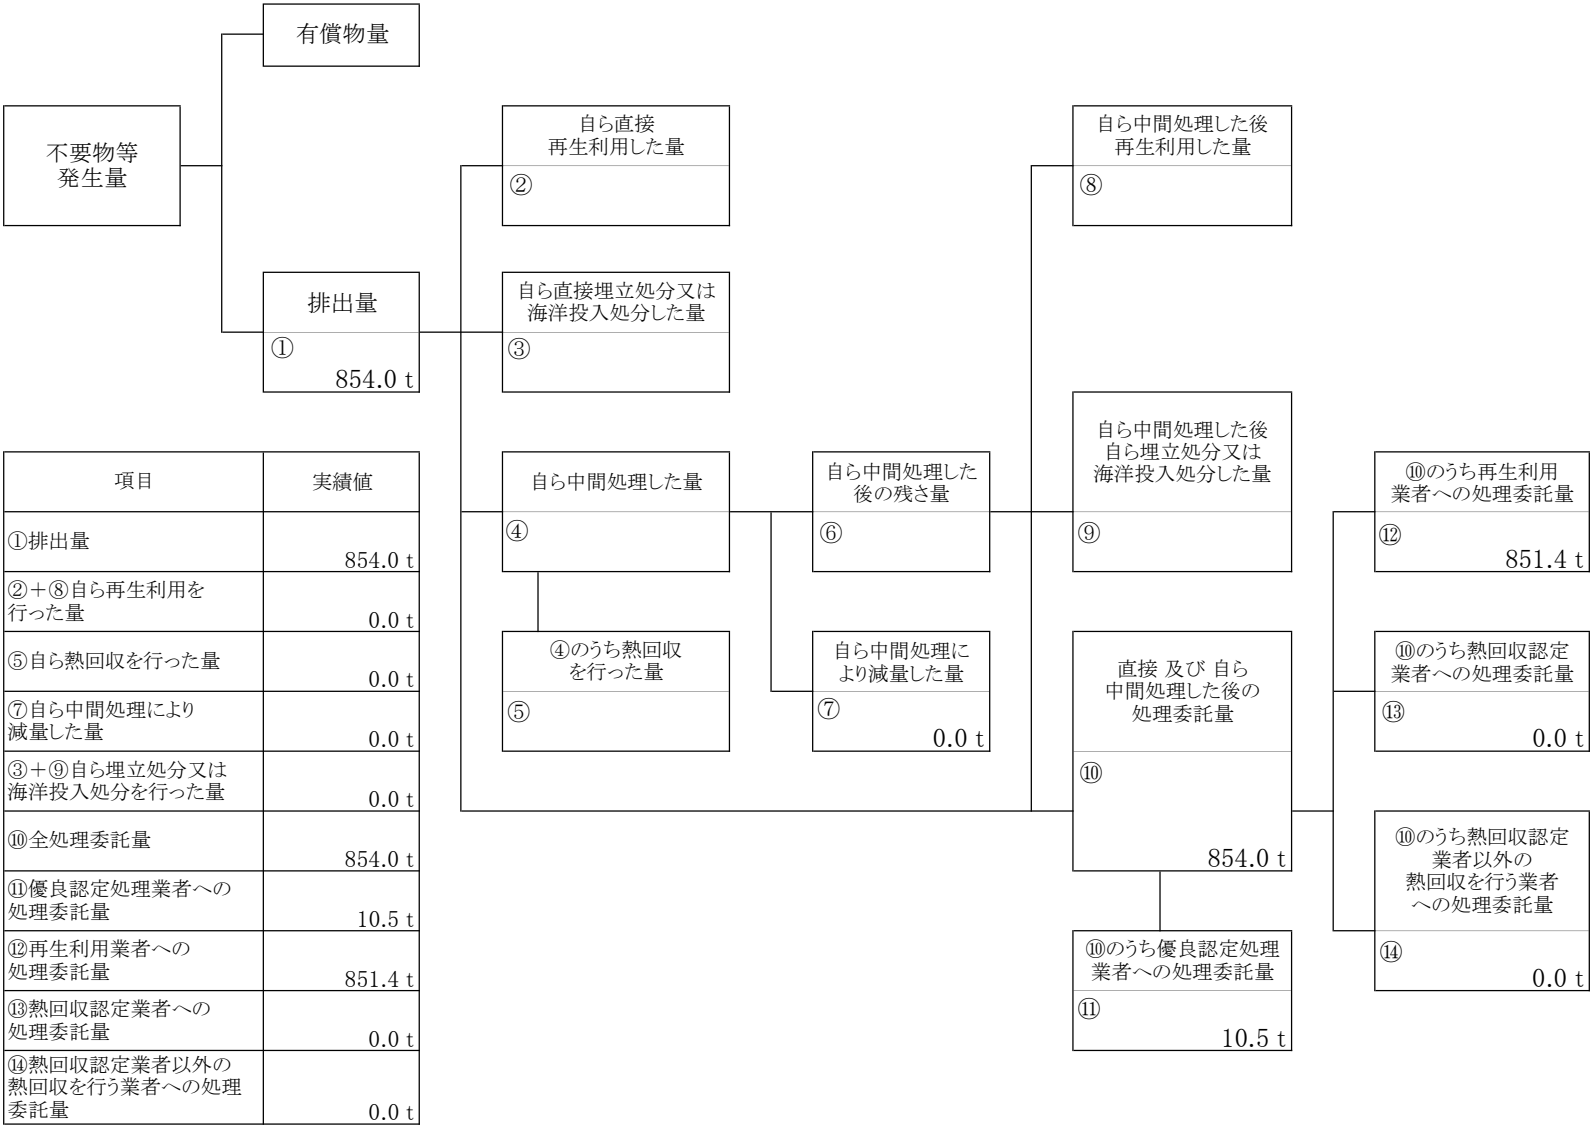 有償物量
不要物等
発生量
排出量
①
854.0 t
自ら直接
再生利用した量
②
自ら直接埋立処分又は
海洋投入処分した量
③
自ら中間処理した量
④
④のうち熱回収
を行った量
⑤
自ら中間処理した
後の残さ量
⑥
自ら中間処理に
より減量した量
⑦
0.0 t
自ら中間処理した後
再生利用した量
⑧
自ら中間処理した後
自ら埋立処分又は
海洋投入処分した量
⑨
直接 及び 自ら
中間処理した後の
処理委託量
⑩
854.0 t
⑩のうち優良認定処理
業者への処理委託量
⑪
10.5 t
⑩のうち再生利用
業者への処理委託量
⑫
851.4 t
⑩のうち熱回収認定
業者への処理委託量
⑬
0.0 t
⑩のうち熱回収認定
業者以外の
熱回収を行う業者
への処理委託量
⑭
0.0 t
項目 実績値
①排出量
854.0 t
②＋⑧自ら再生利用を
行った量
0.0 t
⑤自ら熱回収を行った量
0.0 t
⑦自ら中間処理により
減量した量
0.0 t
③＋⑨自ら埋立処分又は
海洋投入処分を行った量
0.0 t
⑩全処理委託量
854.0 t
⑪優良認定処理業者への
処理委託量
10.5 t
⑫再生利用業者への
処理委託量
851.4 t
⑬熱回収認定業者への
処理委託量
0.0 t
⑭熱回収認定業者以外の
熱回収を行う業者への処理
委託量
0.0 t